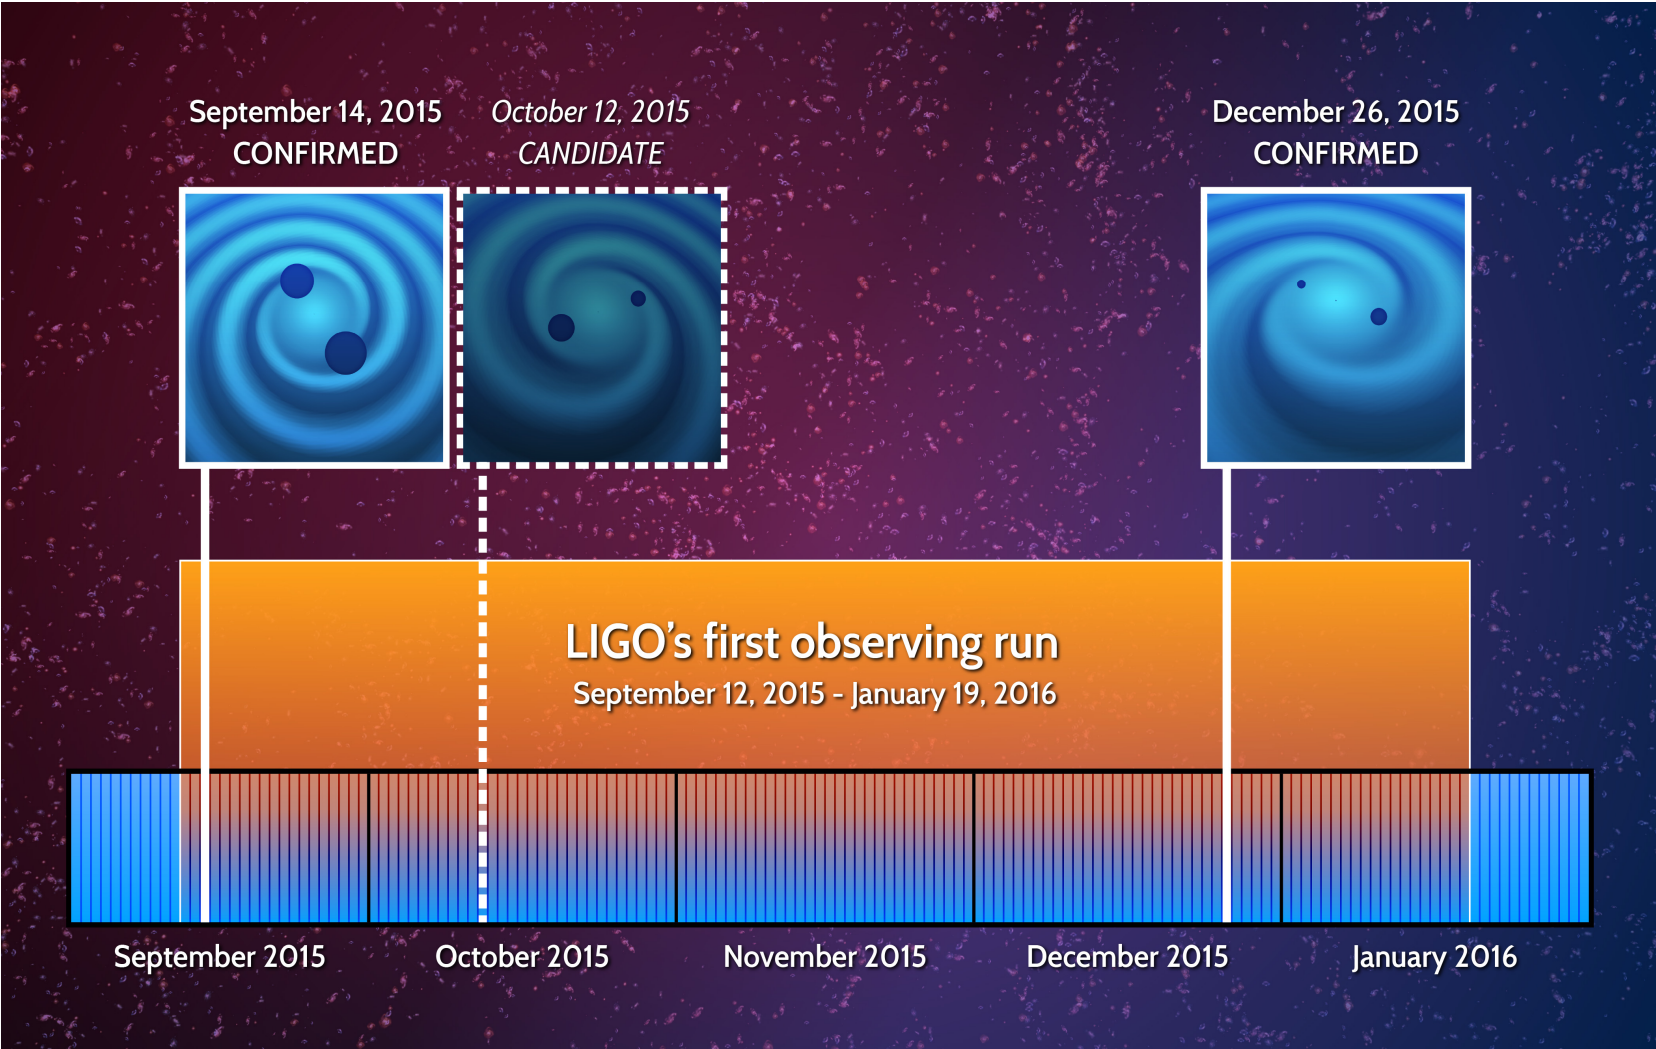 September 14, 2015
CONFIRMED
October 12, 2015
CANDIDATE
December 26, 2015
CONFIRMED
LIGO’s first observing run
September 12, 2015 - January 19, 2016
September 2015
October 2015
November 2015
December 2015
January 2016